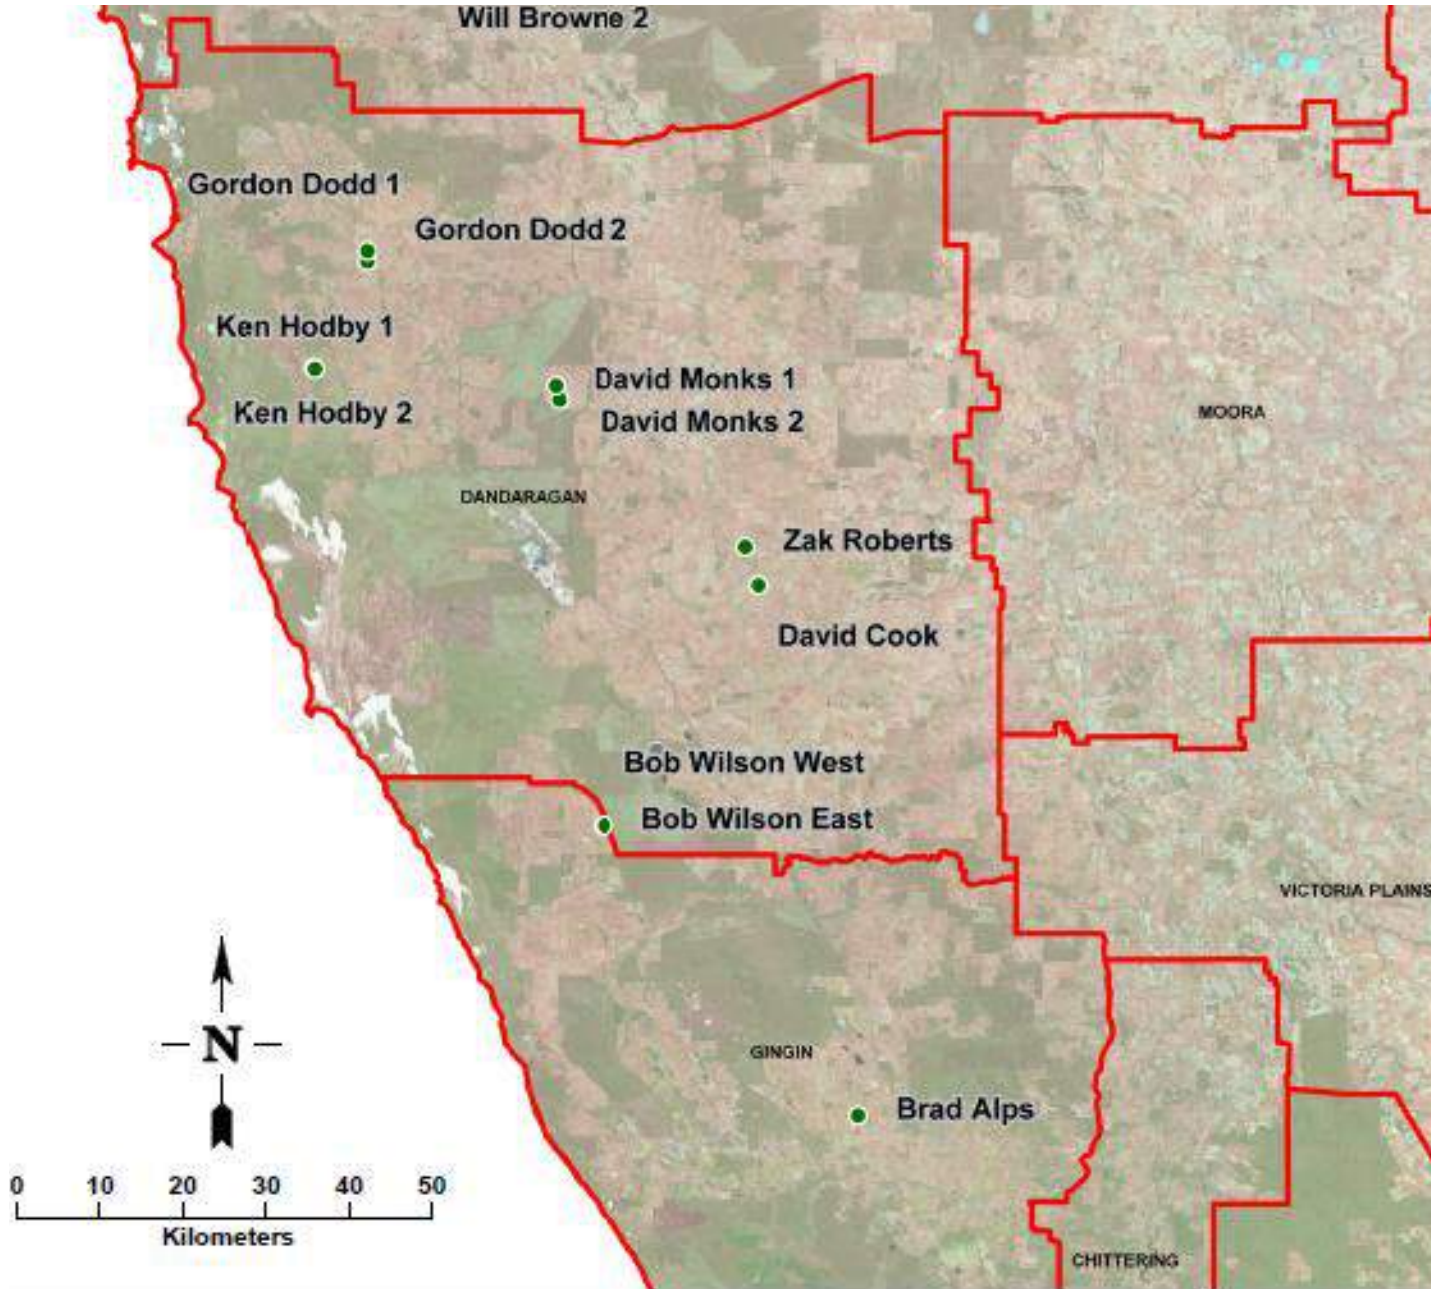 Will Browne 2
Gordon Dodd 1
Gordon Dodd 2
Ken Hodby 1
David Monks 1
Ken Hodby 2
David Monks 2
MOORA
DANDARAGAN
Zak Roberts
David Cook
Bob Wilson West
Bob Wilson East
VICTORIA PLAINS
N
GINGIN
Brad Alps
0 10 20 30 40 50
Kilometers
CHITTERING